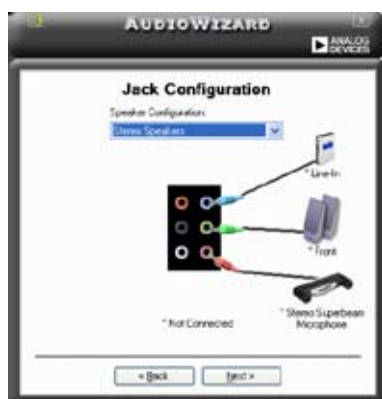 AUDIOWIZARD
ANALOG
DEVICES
Jack Configuration
Speaker Configuration:
Stereo Speakers
* Line-In
* Front
* Stereo Superbeam
Microphone
* Not Connected
< Back
Next >